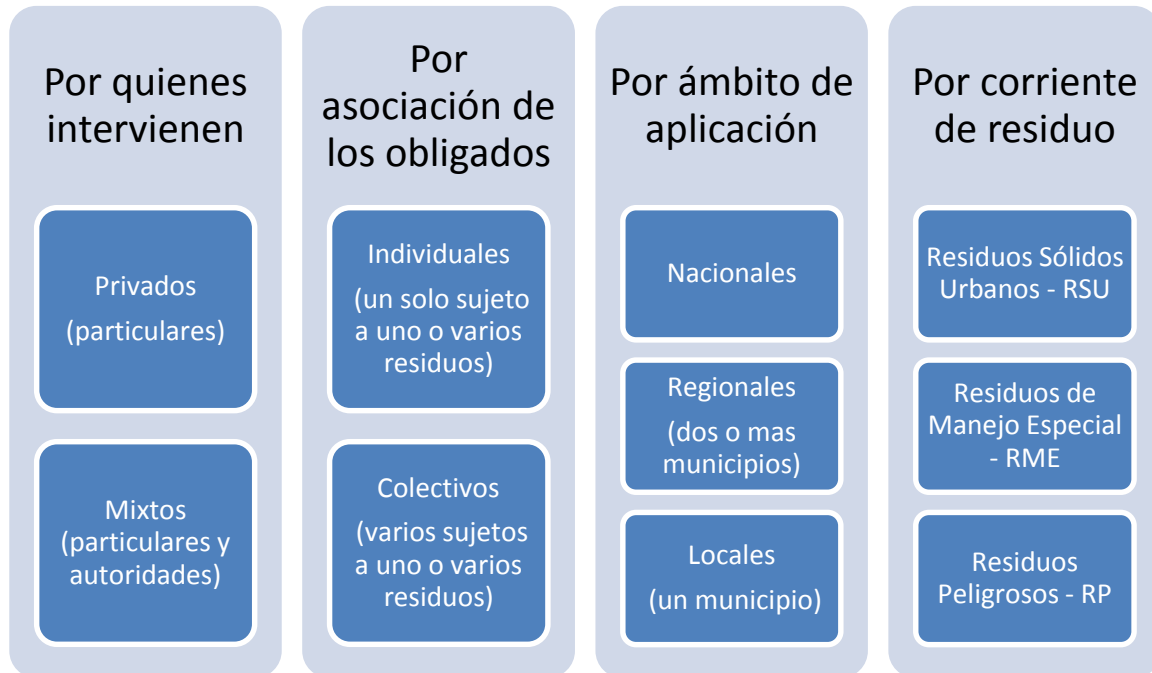 Por quienes
intervienen
Privados
(particulares)
Mixtos
(particulares y
autoridades)
Por
asociación de
los obligados
Individuales
(un solo sujeto
a uno o varios
residuos)
Colectivos
(varios sujetos
a uno o varios
residuos)
Por ámbito de
aplicación
Nacionales
Regionales
(dos o mas
municipios)
Locales
(un municipio)
Por corriente
de residuo
Residuos Sólidos
Urbanos - RSU
Residuos de
Manejo Especial
- RME
Residuos
Peligrosos - RP